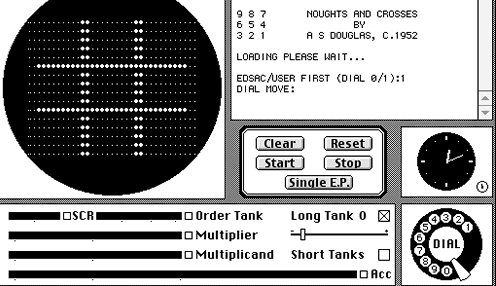 9 8 7 NOUGHTS AND CROSSES
6 5 4 BY
3 2 1 A S DOUGLAS, C.1952
LOADING PLEASE WAIT...
EDSAC/USER FIRST (DIAL 0/1):1
DIAL MOVE:
Clear Reset
Start Stop
Single E.P.
SCR Order Tank Long Tank 0
Multiplier
Multiplicand Short Tanks
Acc
1 2 3 4 5 6 7 8 9 0
DIAL